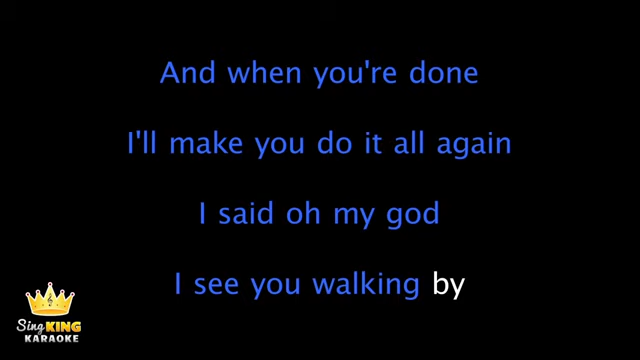 And when you're done
I'll make you do it all again
I said oh my god
I see you walking by
Sing KING
KARAOKE